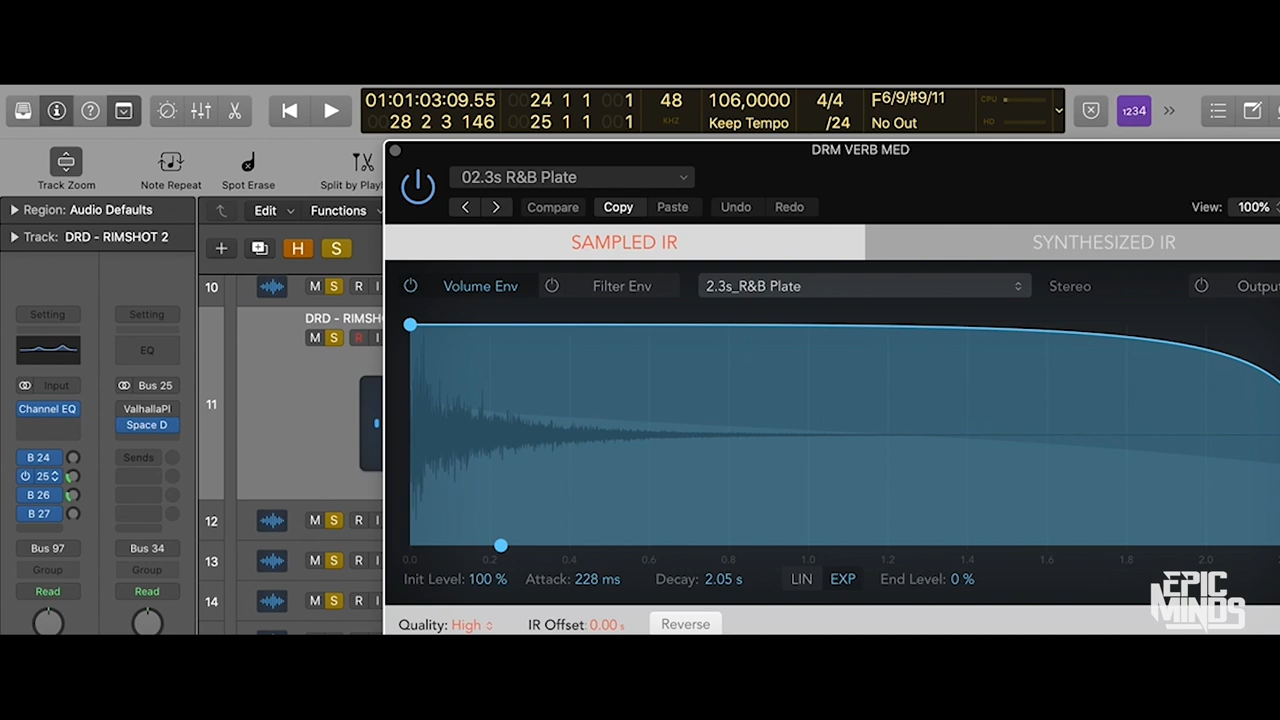 01:01:03:09.55
0024 1 1 001
48
106,0000
4/4
F6/9/#9/11
CPU
1234
28 2 3 146
0025 1 1 001
KHZ
Keep Tempo
/24
No Out
HD
DRM VERB MED
Track Zoom
Note Repeat
Spot Erase
Split by Playl
02.3s R&B Plate
Compare
Copy
Paste
Undo
Redo
View: 100%
Region: Audio Defaults
Edit
Functions
Track: DRD - RIMSHOT 2
H
S
SAMPLED IR
SYNTHESIZED IR
10
M S R I
Volume Env
Filter Env
2.3s_R&B Plate
Stereo
Outpu
Setting
Setting
DRD - RIMSH
M S R I
EQ
Input
Bus 25
11
Channel EQ
ValhallaPl
Space D
B 24
Sends
25
B 26
B 27
12
M S R I
Bus 97
Bus 34
13
M S R I
0.0 0.2 0.4 0.6 0.8 1.0 1.2 1.4 1.6 1.8 2.0
Group
Group
Init Level: 100 %
Attack: 228 ms
Decay: 2.05 s
LIN
EXP
End Level: 0 %
Read
Read
14
M S R I
Quality: High
IR Offset: 0.00 s
Reverse
EPIC
MINDS